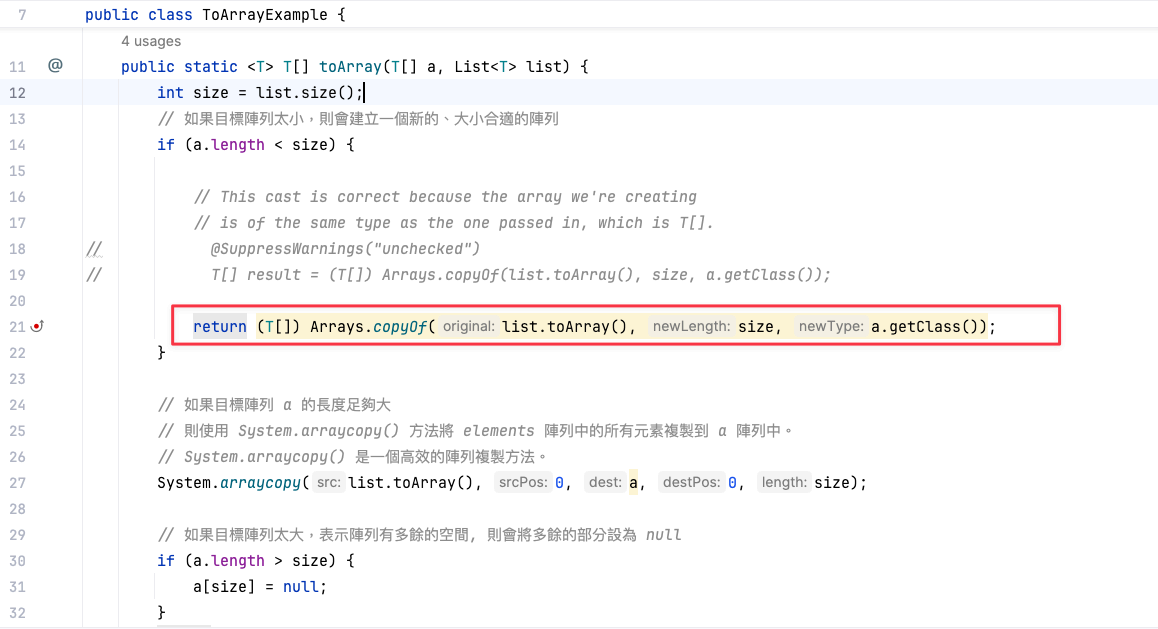 7 public class ToArrayExample {
4 usages
11 @ public static <T> T[] toArray(T[] a, List<T> list) {
12 int size = list.size();
13 // 如果目標陣列太小，則會建立一個新的、大小合適的陣列
14 if (a.length < size) {
15
16 // This cast is correct because the array we're creating
17 // is of the same type as the one passed in, which is T[].
18 // @SuppressWarnings("unchecked")
19 // T[] result = (T[]) Arrays.copyOf(list.toArray(), size, a.getClass());
20
21 return (T[]) Arrays.copyOf( original: list.toArray(), newLength: size, newType: a.getClass());
22 }
23
24 // 如果目標陣列 a 的長度足夠大
25 // 則使用 System.arraycopy() 方法將 elements 陣列中的所有元素複製到 a 陣列中。
26 // System.arraycopy() 是一個高效的陣列複製方法。
27 System.arraycopy( src: list.toArray(), srcPos: 0, dest: a, destPos: 0, length: size);
28
29 // 如果目標陣列太大，表示陣列有多餘的空間, 則會將多餘的部分設為 null
30 if (a.length > size) {
31 a[size] = null;
32 }